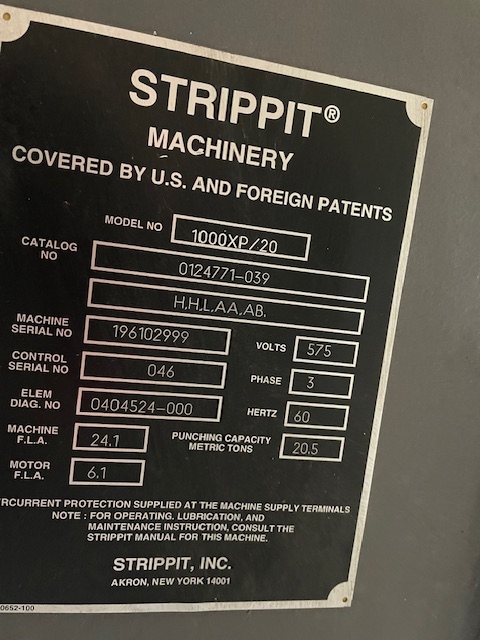 STRIPPIT®
MACHINERY
COVERED BY U.S. AND FOREIGN PATENTS
MODEL NO 1000XP/20
CATALOG NO 0124771-039
H,H,L,AA,AB,
MACHINE SERIAL NO 196102999
VOLTS 575
CONTROL SERIAL NO 046
PHASE 3
ELEM DIAG. NO 0404524-000
HERTZ 60
MACHINE F.L.A. 24.1
PUNCHING CAPACITY METRIC TONS 20.5
MOTOR F.L.A. 6.1
RCURRENT PROTECTION SUPPLIED AT THE MACHINE SUPPLY TERMINALS
NOTE : FOR OPERATING. LUBRICATION, AND
MAINTENANCE INSTRUCTION, CONSULT THE
STRIPPIT MANUAL FOR THIS MACHINE.
STRIPPIT, INC.
AKRON, NEW YORK 14001
0652-100